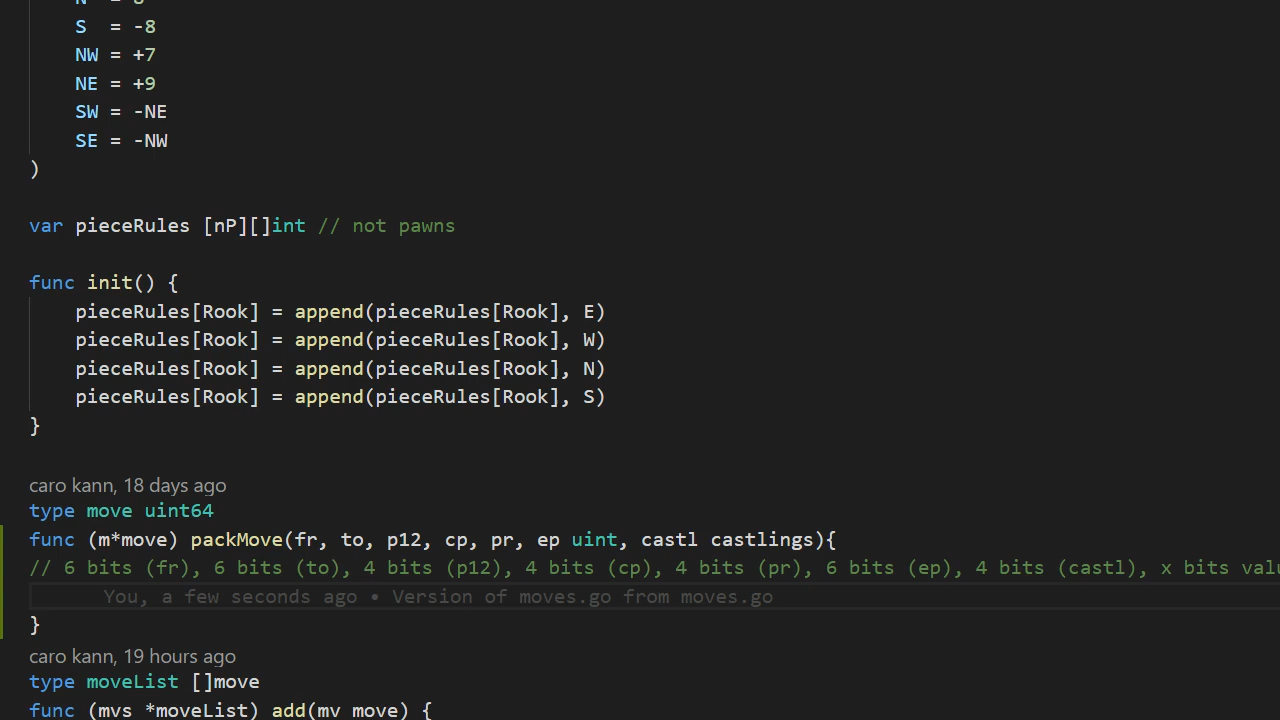 S  = -8
NW = +7
NE = +9
SW = -NE
SE = -NW
)
var pieceRules [nP][]int // not pawns
func init() {
pieceRules[Rook] = append(pieceRules[Rook], E)
pieceRules[Rook] = append(pieceRules[Rook], W)
pieceRules[Rook] = append(pieceRules[Rook], N)
pieceRules[Rook] = append(pieceRules[Rook], S)
}
caro kann, 18 days ago
type move uint64
func (m*move) packMove(fr, to, p12, cp, pr, ep uint, castl castlings){
// 6 bits (fr), 6 bits (to), 4 bits (p12), 4 bits (cp), 4 bits (pr), 6 bits (ep), 4 bits (castl), x bits valu
You, a few seconds ago • Version of moves.go from moves.go
}
caro kann, 19 hours ago
type moveList []move
func (mvs *moveList) add(mv move) {